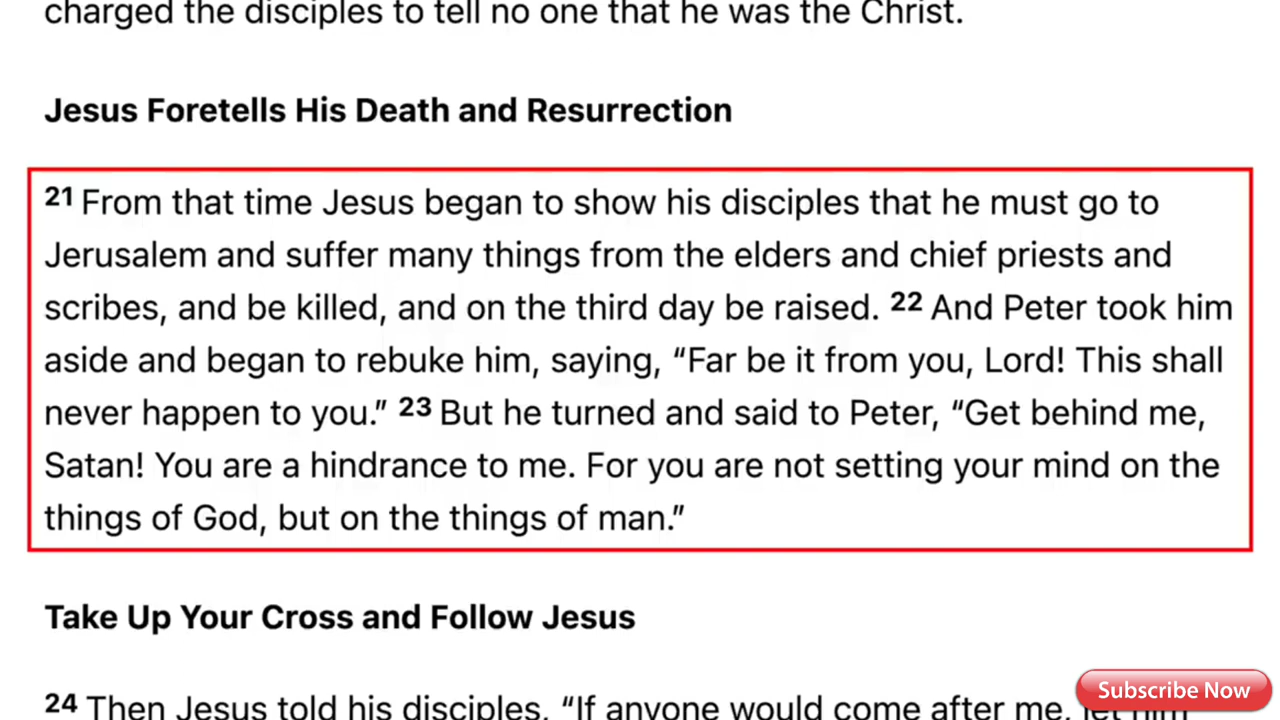 charged the disciples to tell no one that he was the Christ.
Jesus Foretells His Death and Resurrection
21 From that time Jesus began to show his disciples that he must go to
Jerusalem and suffer many things from the elders and chief priests and
scribes, and be killed, and on the third day be raised. 22 And Peter took him
aside and began to rebuke him, saying, “Far be it from you, Lord! This shall
never happen to you.” 23 But he turned and said to Peter, “Get behind me,
Satan! You are a hindrance to me. For you are not setting your mind on the
things of God, but on the things of man.”
Take Up Your Cross and Follow Jesus
24 Then Jesus told his disciples, “If anyone would come after me, let him
Subscribe Now